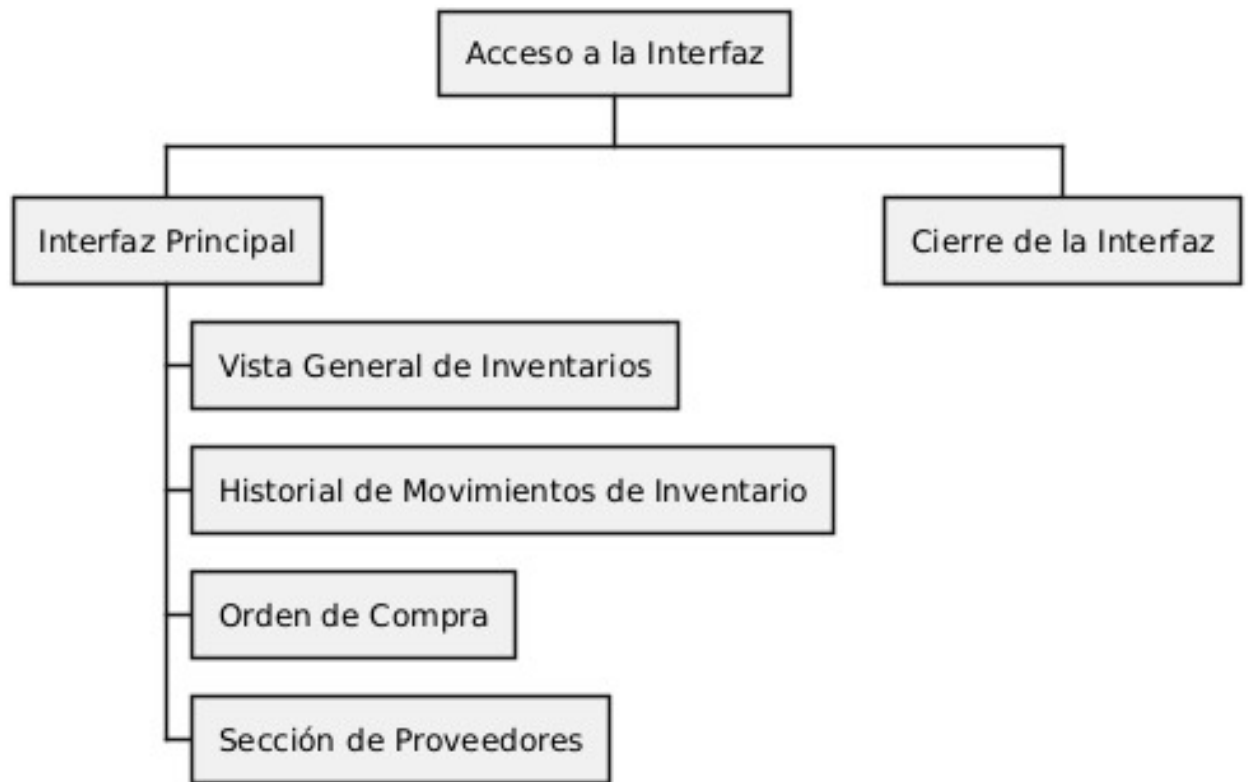 Acceso a la Interfaz
Interfaz Principal
Cierre de la Interfaz
Vista General de Inventarios
Historial de Movimientos de Inventario
Orden de Compra
Sección de Proveedores